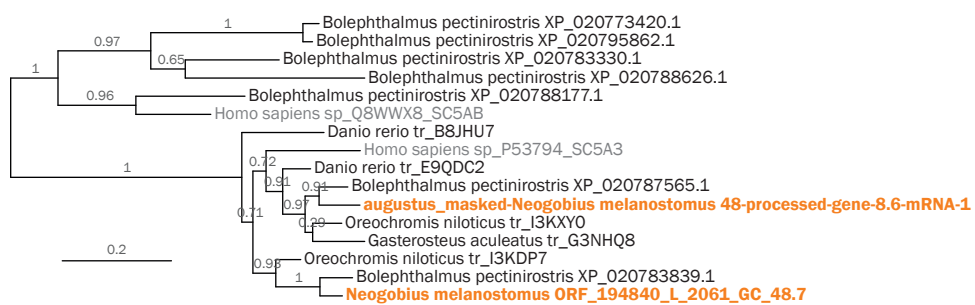 Bolephthalmus pectinirostris XP_020773420.1
1
Bolephthalmus pectinirostris XP_020795862.1
0.97
Bolephthalmus pectinirostris XP_020783330.1
0.65
1
Bolephthalmus pectinirostris XP_020788626.1
0.96
Bolephthalmus pectinirostris XP_020788177.1
Homo sapiens sp_Q8WWX8_SC5AB
Danio rerio tr_B8JHU7
Homo sapiens sp_P53794_SC5A3
0.72
1
Danio rerio tr_E9QDC2
0.91
0.91
Bolephthalmus pectinirostris XP_020787565.1
0.97
augustus_masked-Neogobius melanostomus 48-processed-gene-8.6-mRNA-1
0.71
0.29
Oreochromis niloticus tr_I3KXY0
Gasterosteus aculeatus tr_G3NHQ8
0.2
Oreochromis niloticus tr_I3KDP7
0.93
1
Bolephthalmus pectinirostris XP_020783839.1
Neogobius melanostomus ORF_194840_L_2061_GC_48.7